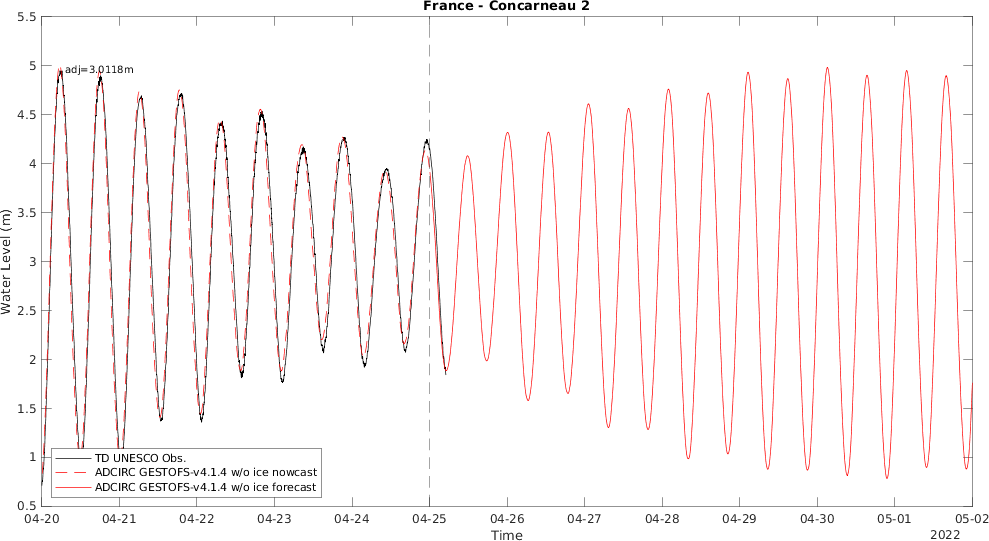 France - Concarneau 2
5.5
5
4.5
4
3.5
3
2.5
2
1.5
1
0.5
Water Level (m)
adj=3.0118m
TD UNESCO Obs.
ADCIRC GESTOFS-v4.1.4 w/o ice nowcast
ADCIRC GESTOFS-v4.1.4 w/o ice forecast
04-20 04-21 04-22 04-23 04-24 04-25 04-26 04-27 04-28 04-29 04-30 05-01 05-02
Time
2022